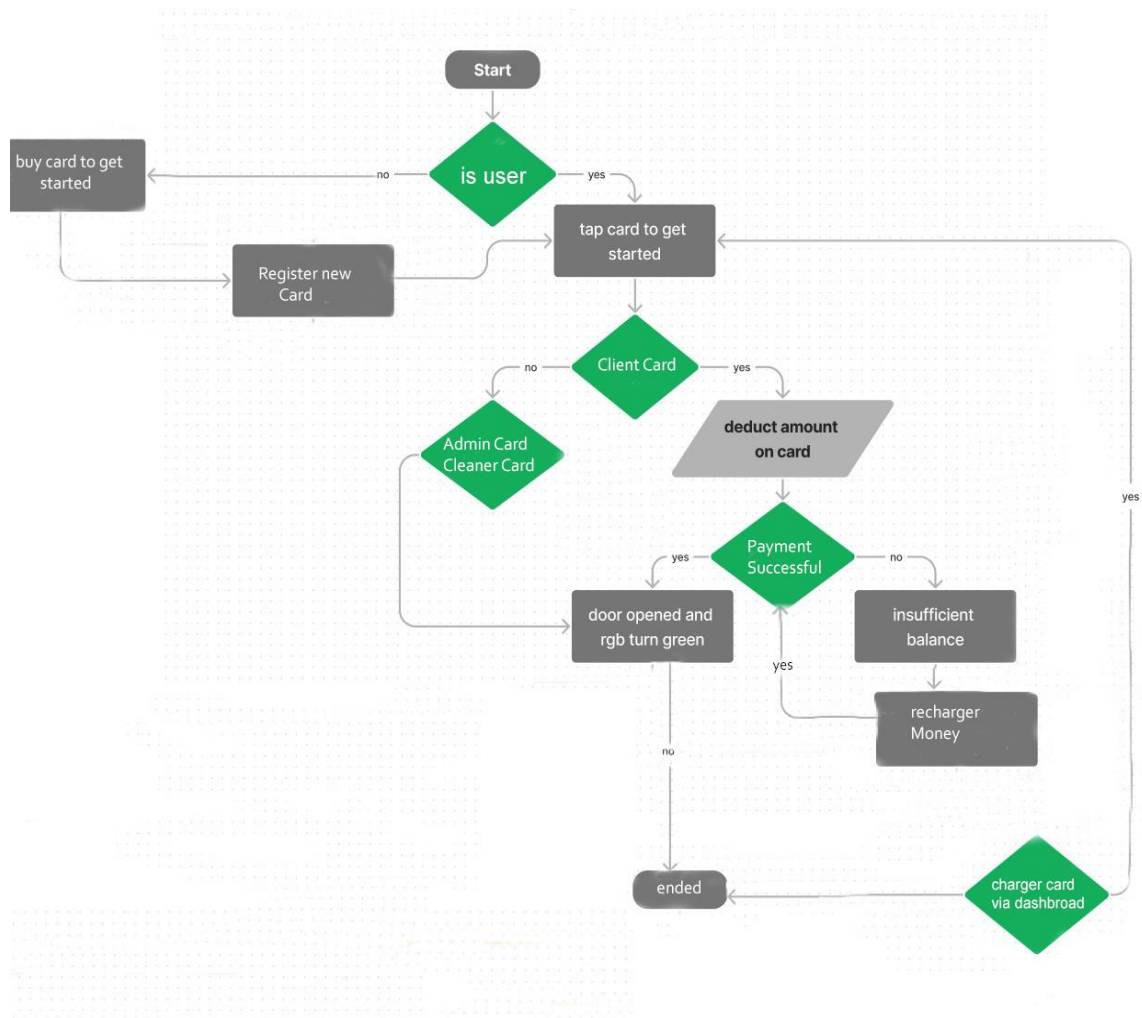 Start
is user
no
yes
buy card to get
started
tap card to get
started
Register new
Card
Client Card
no
yes
deduct amount
on card
Admin Card
Cleaner Card
yes
Payment
Successful
yes
no
door opened and
rgb turn green
insufficient
balance
yes
recharger
Money
no
ended
charger card
via dashbroad